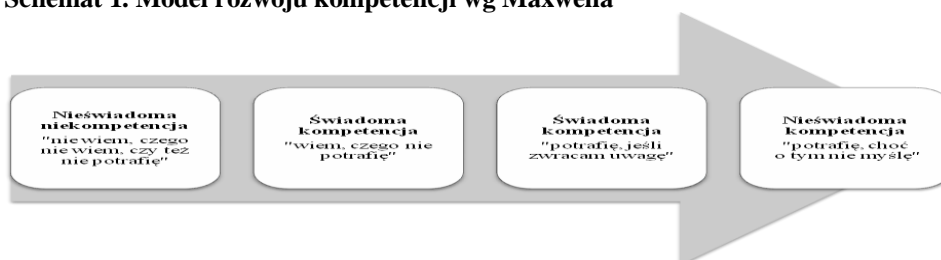 Schemat 1. Model rozwoju kompetencji wg Maxwella
Nieświadoma
niekompetencja
"nie wiem, czego
nie wiem, czy też
nie potrafię"
Świadoma
kompetencja
"wiem, czego nie
potrafię"
Świadoma
kompetencja
"potrafię, jeśli
zwracam uwagę"
Nieświadoma
kompetencja
"potrafię, choć
o tym nie myślę"